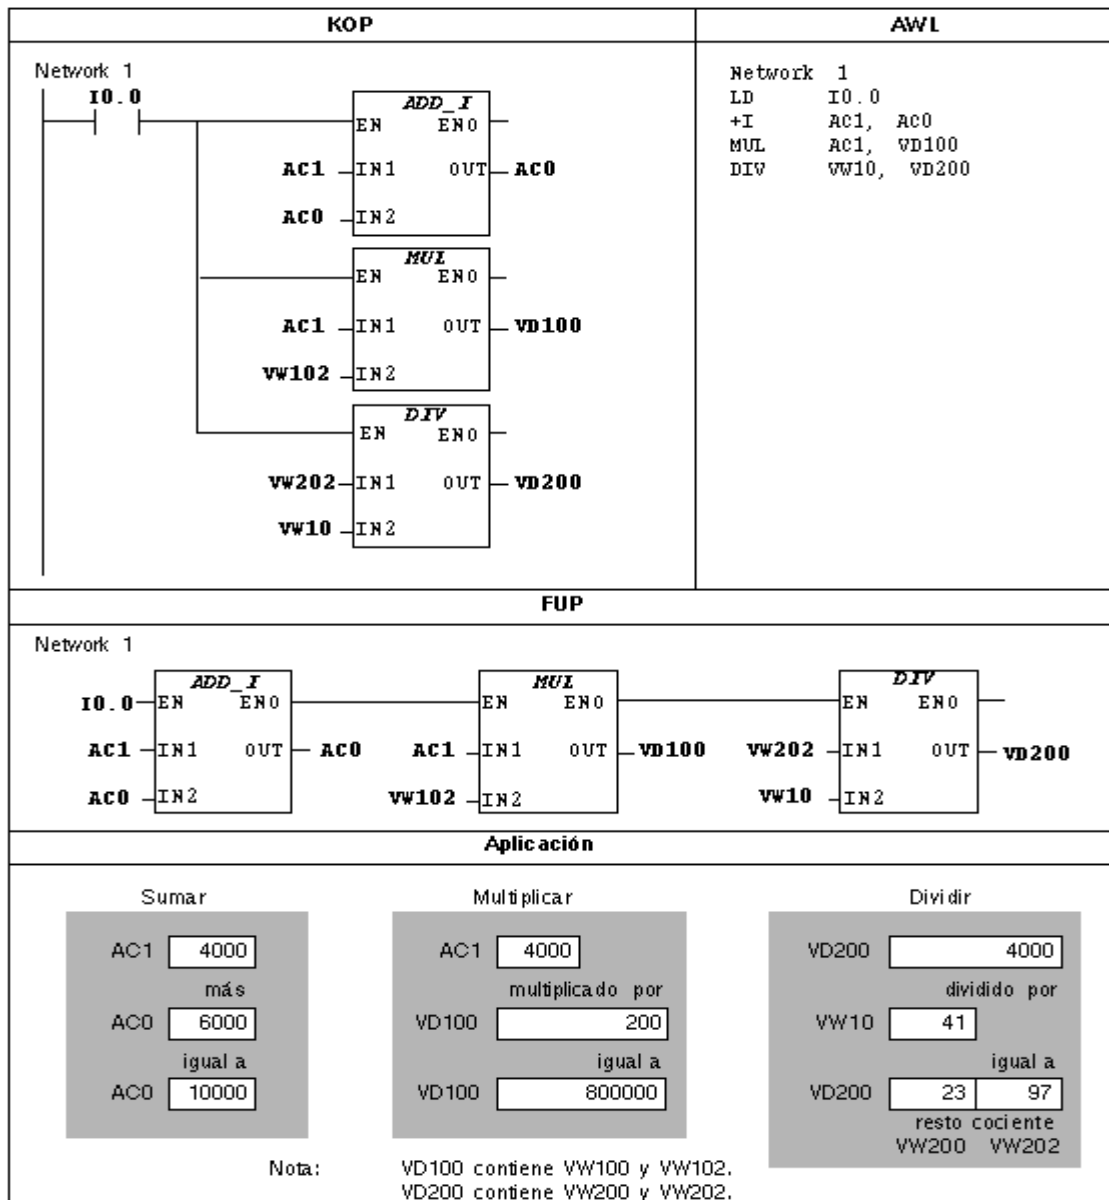 KOP
AWL
Network 1
I0.0
ADD_I
EN ENO
AC1 IN1 OUT AC0
AC0 IN2
MUL
EN ENO
AC1 IN1 OUT VD100
VW102 IN2
DIV
EN ENO
VW202 IN1 OUT VD200
VW10 IN2
Network 1
LD I0.0
+I AC1, AC0
MUL AC1, VD100
DIV VW10, VD200
FUP
Network 1
ADD_I
I0.0 EN ENO
AC1 IN1 OUT AC0
AC0 IN2
MUL
EN ENO
AC1 IN1 OUT VD100
VW102 IN2
DIV
EN ENO
VW202 IN1 OUT VD200
VW10 IN2
Aplicación
Sumar
AC1 4000
más
AC0 6000
igual a
AC0 10000
Multiplicar
AC1 4000
multiplicado por
VD100 200
igual a
VD100 800000
Dividir
VD200 4000
dividido por
VW10 41
igual a
VD200 23 97
resto cociente
VW200 VW202
Nota: VD100 contiene VW100 y VW102.
VD200 contiene VW200 y VW202.